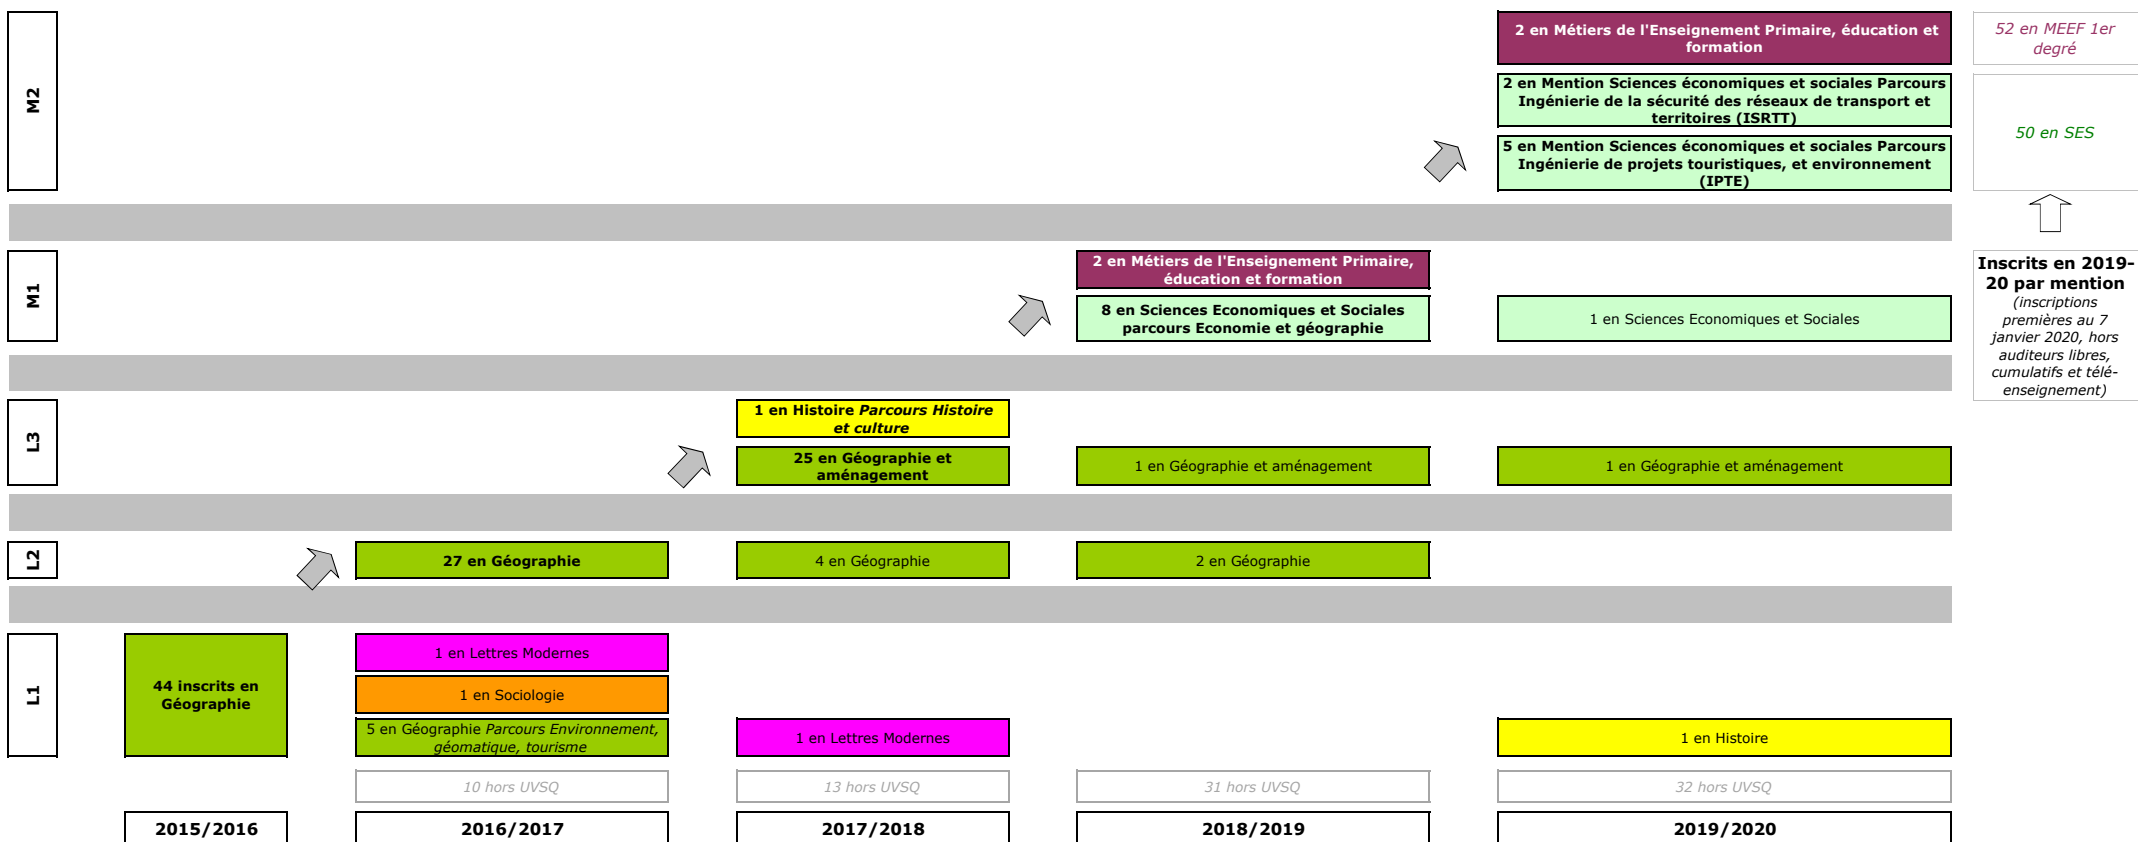 M2
2 en Métiers de l'Enseignement Primaire, éducation et
formation
52 en MEEF 1er
degré
2 en Mention Sciences économiques et sociales Parcours
Ingénierie de la sécurité des réseaux de transport et
territoires (ISRTT)
5 en Mention Sciences économiques et sociales Parcours
Ingénierie de projets touristiques, et environnement
(IPTE)
50 en SES
M1
2 en Métiers de l'Enseignement Primaire,
éducation et formation
8 en Sciences Economiques et Sociales
parcours Economie et géographie
1 en Sciences Economiques et Sociales
Inscrits en 2019-
20 par mention
(inscriptions
premières au 7
janvier 2020, hors
auditeurs libres,
cumulatifs et télé-
enseignement)
L3
1 en Histoire Parcours Histoire
et culture
25 en Géographie et
aménagement
1 en Géographie et aménagement
1 en Géographie et aménagement
L2
27 en Géographie
4 en Géographie
2 en Géographie
L1
44 inscrits en
Géographie
1 en Lettres Modernes
1 en Sociologie
5 en Géographie Parcours Environnement,
géomatique, tourisme
1 en Lettres Modernes
1 en Histoire
10 hors UVSQ
13 hors UVSQ
31 hors UVSQ
32 hors UVSQ
2015/2016
2016/2017
2017/2018
2018/2019
2019/2020